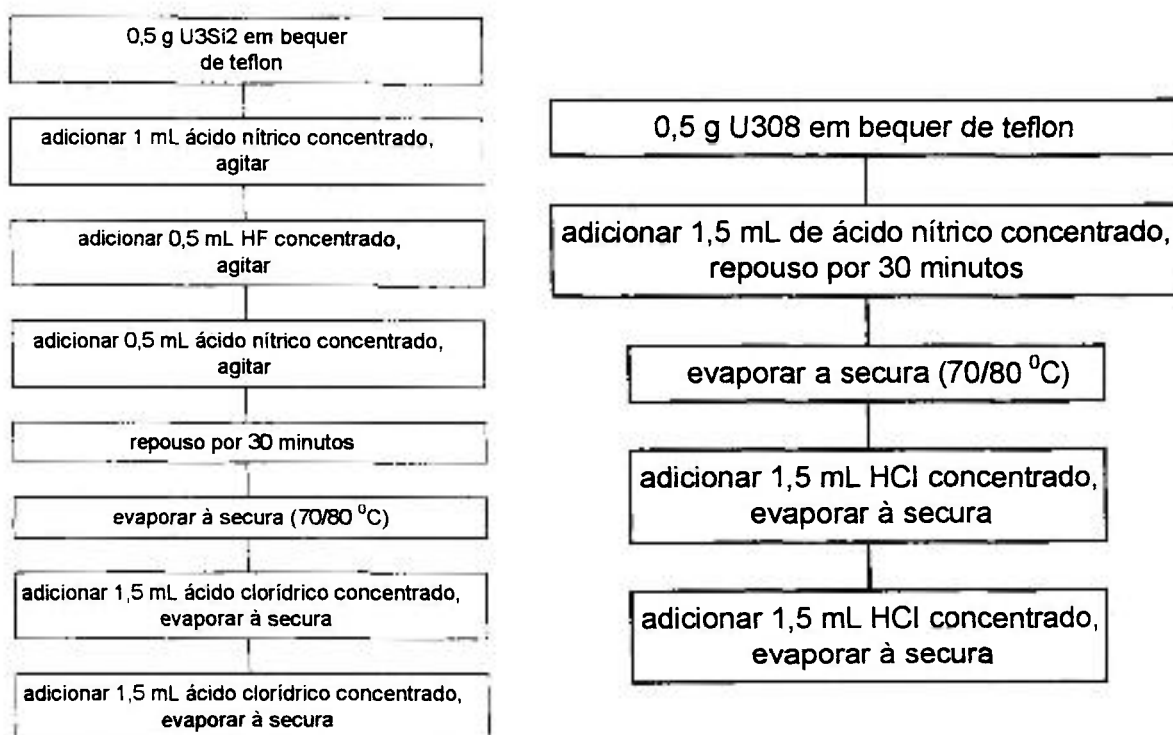 0,5 g U3Si2 em bequer
de teflon
adicionar 1 mL ácido nítrico concentrado,
agitar
adicionar 0,5 mL HF concentrado,
agitar
adicionar 0,5 mL ácido nítrico concentrado,
agitar
repouso por 30 minutos
evaporar à secura (70/80 ⁰C)
adicionar 1,5 mL ácido clorídrico concentrado,
evaporar à secura
adicionar 1,5 mL ácido clorídrico concentrado,
evaporar à secura
0,5 g U308 em bequer de teflon
adicionar 1,5 mL de ácido nítrico concentrado,
repouso por 30 minutos
evaporar a secura (70/80 ⁰C)
adicionar 1,5 mL HCl concentrado,
evaporar à secura
adicionar 1,5 mL HCl concentrado,
evaporar à secura